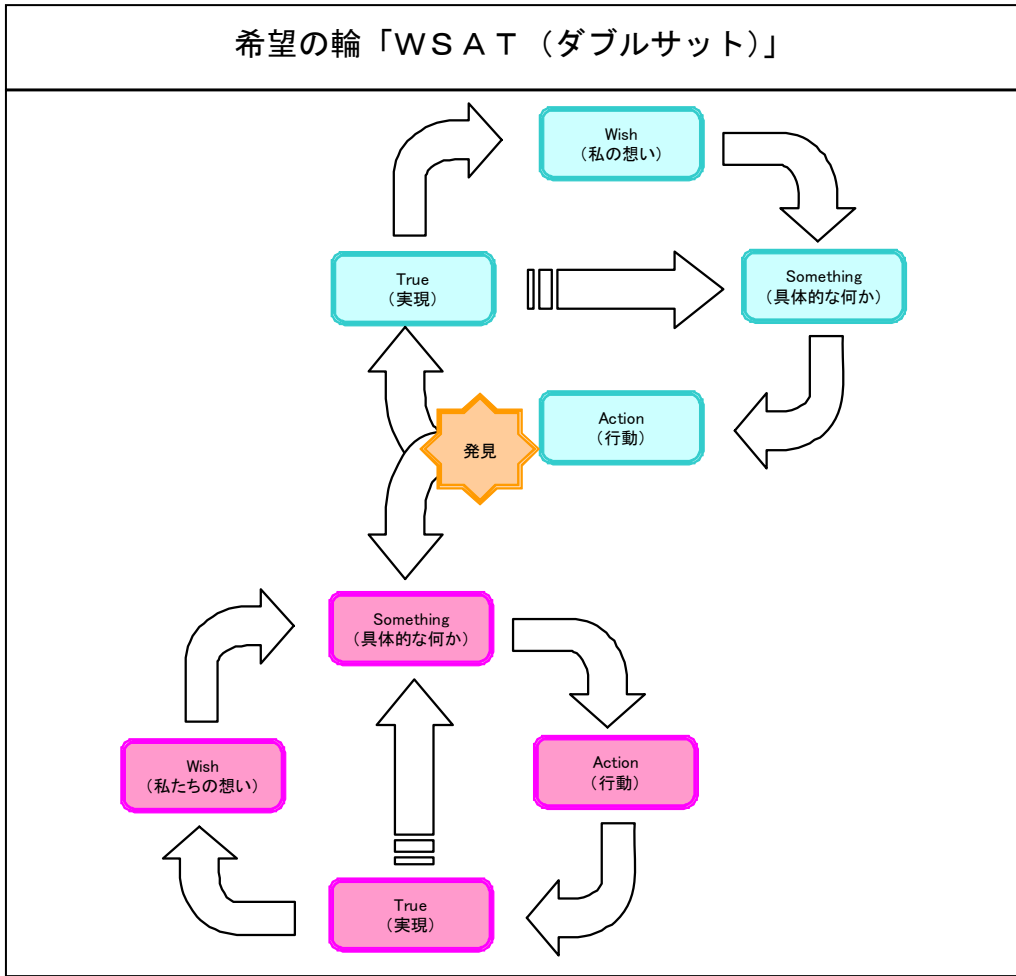 希望の輪「ＷＳＡＴ（ダブルサット）」
Wish
（私の想い）
True
（実現）
Something
（具体的な何か）
Action
（行動）
発見
Something
（具体的な何か）
Wish
（私たちの想い）
Action
（行動）
True
（実現）